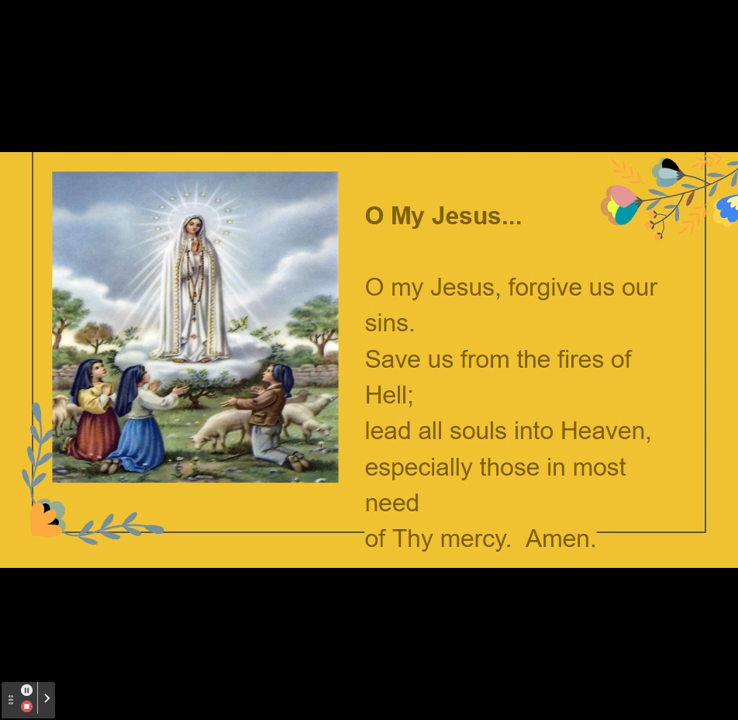 O My Jesus...
O my Jesus, forgive us our
sins.
Save us from the fires of
Hell;
lead all souls into Heaven,
especially those in most
need
of Thy mercy.  Amen.